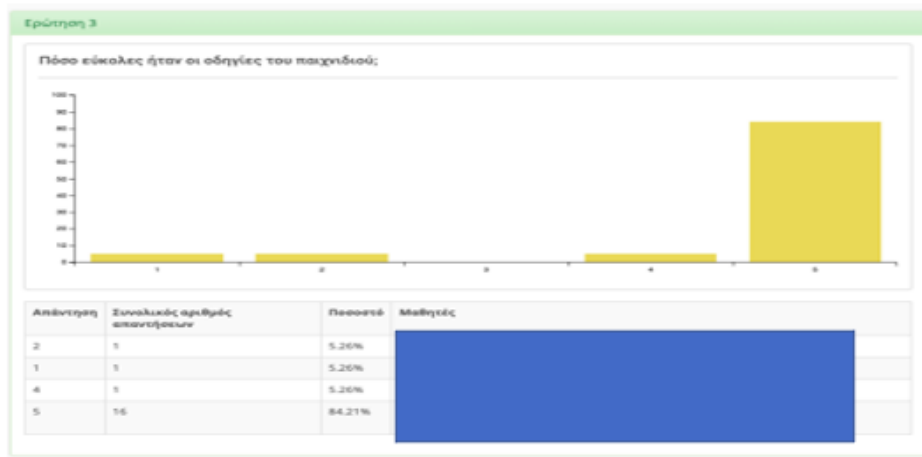 Ερώτηση 3
Πόσο εύκολες ήταν οι οδηγίες του παιχνιδιού;
100
90
80
70
60
50
40
30
20
10
0
1 2 3 4 5
Απάντηση Συνολικός αριθμός απαντήσεων Ποσοστό Μαθητές
2 1 5.26%
1 1 5.26%
4 1 5.26%
5 16 84.21%